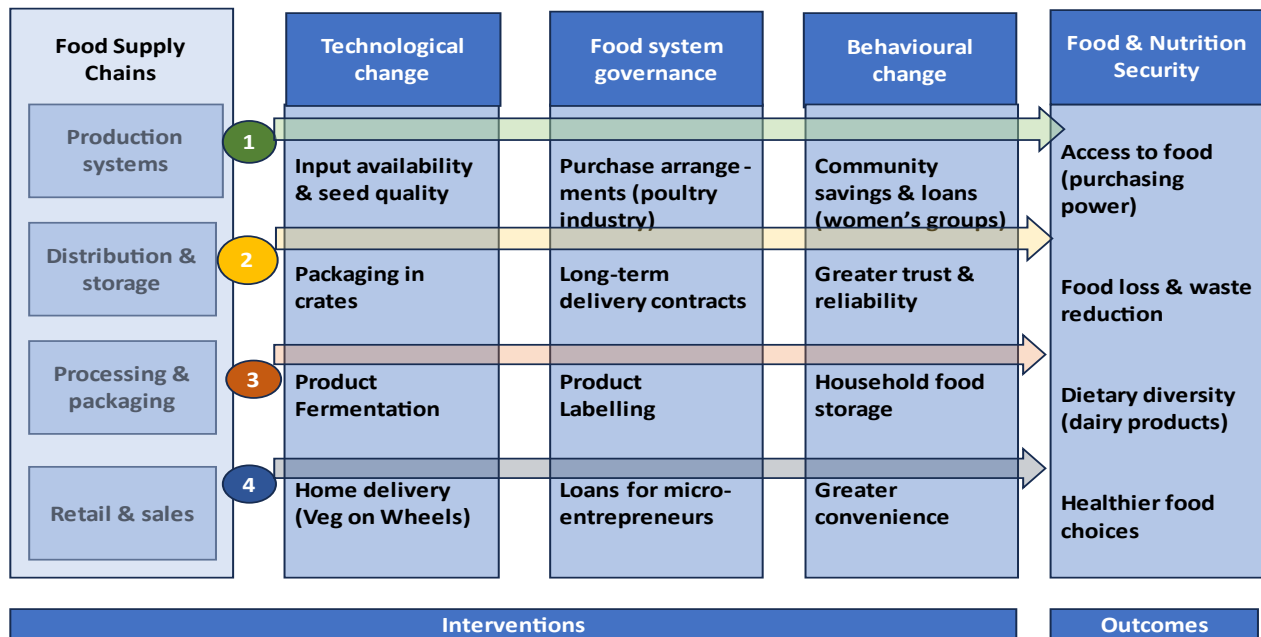 Food Supply
Chains
Technological
change
Food system
governance
Behavioural
change
Food & Nutrition
Security
Production
systems
1
Input availability
& seed quality
Purchase arrange -
ments (poultry
industry)
Community
savings & loans
(women's groups)
Access to food
(purchasing
power)
Distribution &
storage
2
Packaging in
crates
Long-term
delivery contracts
Greater trust &
reliability
Food loss & waste
reduction
Processing &
packaging
3
Product
Fermentation
Product
Labelling
Household food
storage
Dietary diversity
(dairy products)
Retail & sales
4
Home delivery
(Veg on Wheels)
Loans for micro-
entrepreneurs
Greater
convenience
Healthier food
choices
Interventions
Outcomes